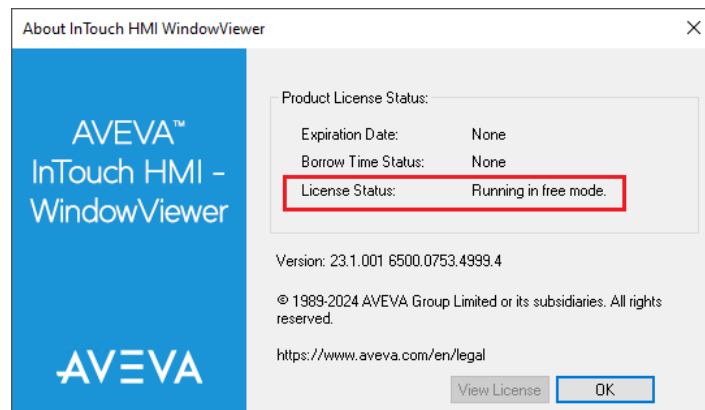 About InTouch HMI WindowViewer
AVEVA™
InTouch HMI -
WindowViewer
AVEVA
Product License Status:
Expiration Date: None
Borrow Time Status: None
License Status: Running in free mode.
Version: 23.1.001 6500.0753.4999.4
© 1989-2024 AVEVA Group Limited or its subsidiaries. All rights
reserved.
https://www.aveva.com/en/legal
View License OK